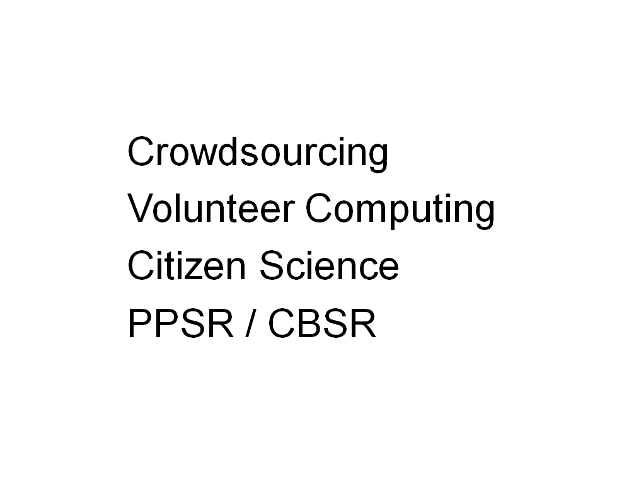 Crowdsourcing
Volunteer Computing
Citizen Science
PPSR / CBSR